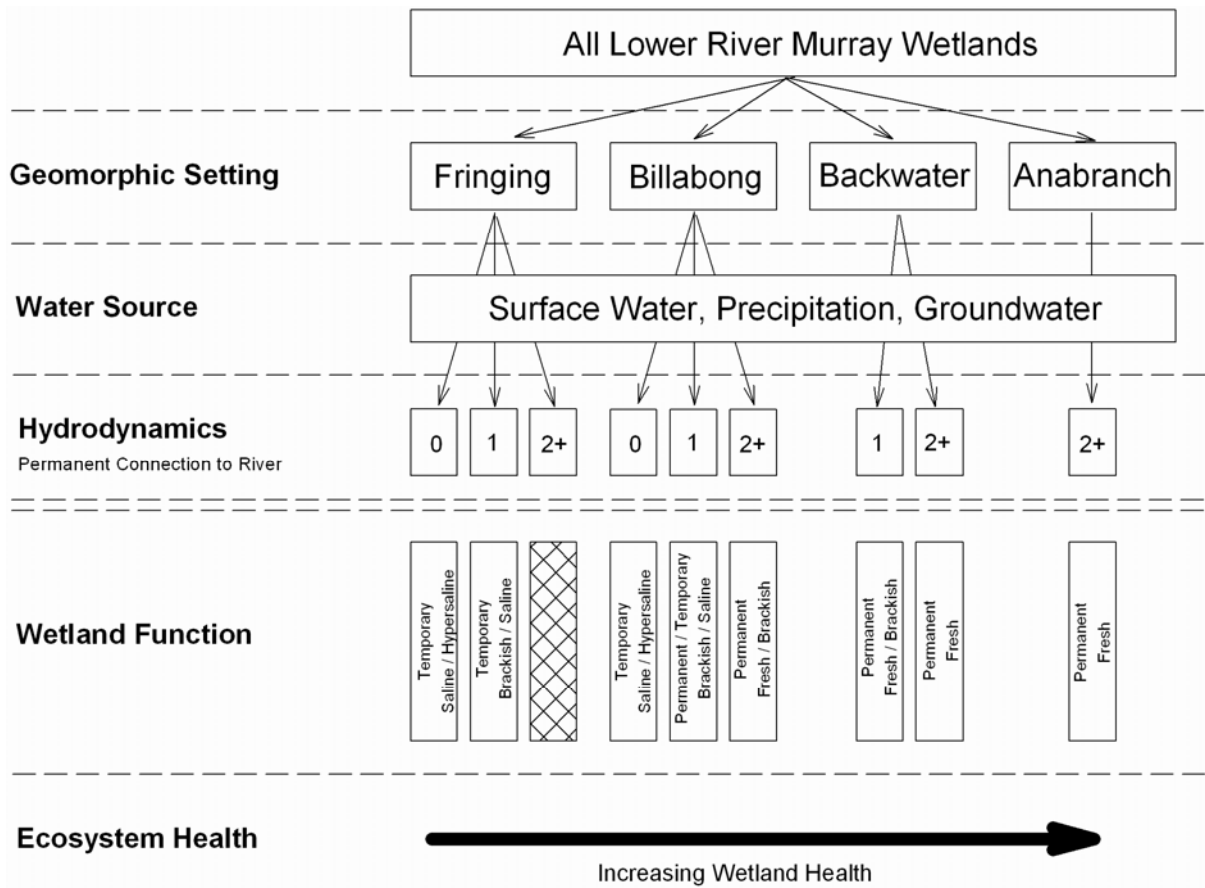 All Lower River Murray Wetlands
Geomorphic Setting
Fringing
Billabong
Backwater
Anabranch
Water Source
Surface Water, Precipitation, Groundwater
Hydrodynamics
Permanent Connection to River
0
1
2+
0
1
2+
1
2+
2+
Wetland Function
Temporary
Saline / Hypersaline
Temporary
Brackish / Saline
Temporary
Saline / Hypersaline
Permanent / Temporary
Brackish / Saline
Permanent
Fresh / Brackish
Permanent
Fresh / Brackish
Permanent
Fresh
Permanent
Fresh
Ecosystem Health
Increasing Wetland Health